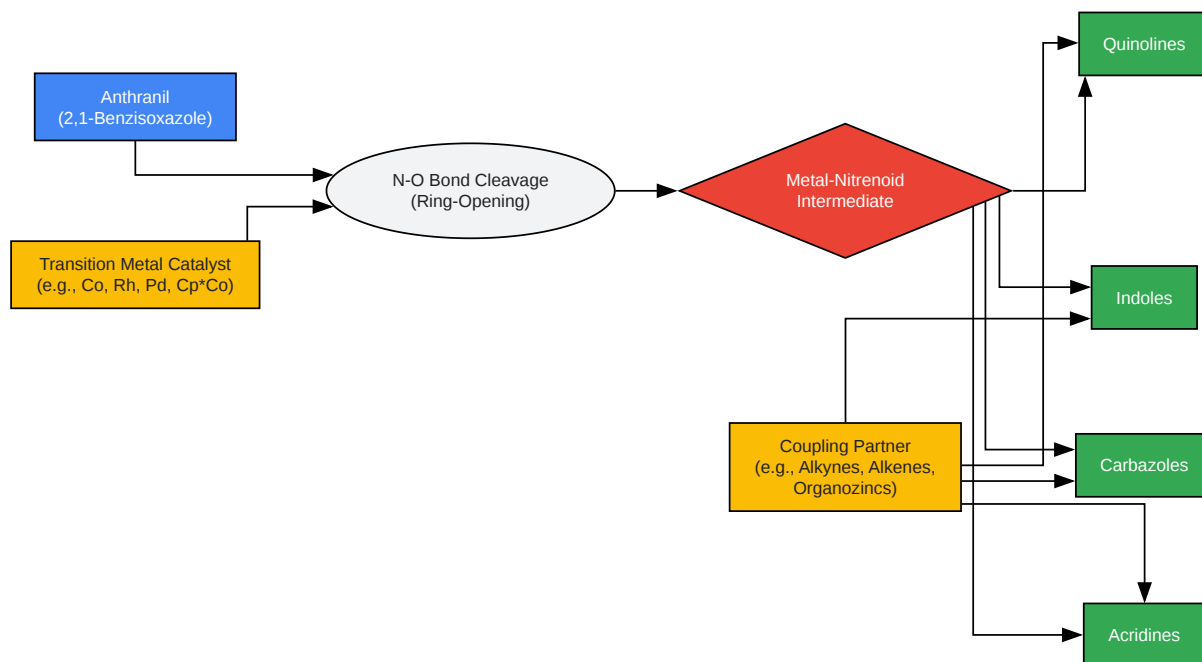 Anthranil
(2,1-Benzisoxazole)
Transition Metal Catalyst
(e.g., Co, Rh, Pd, Cp*Co)
N-O Bond Cleavage
(Ring-Opening)
Metal-Nitrenoid
Intermediate
Coupling Partner
(e.g., Alkynes, Alkenes,
Organozincs)
Quinolines
Indoles
Carbazoles
Acridines